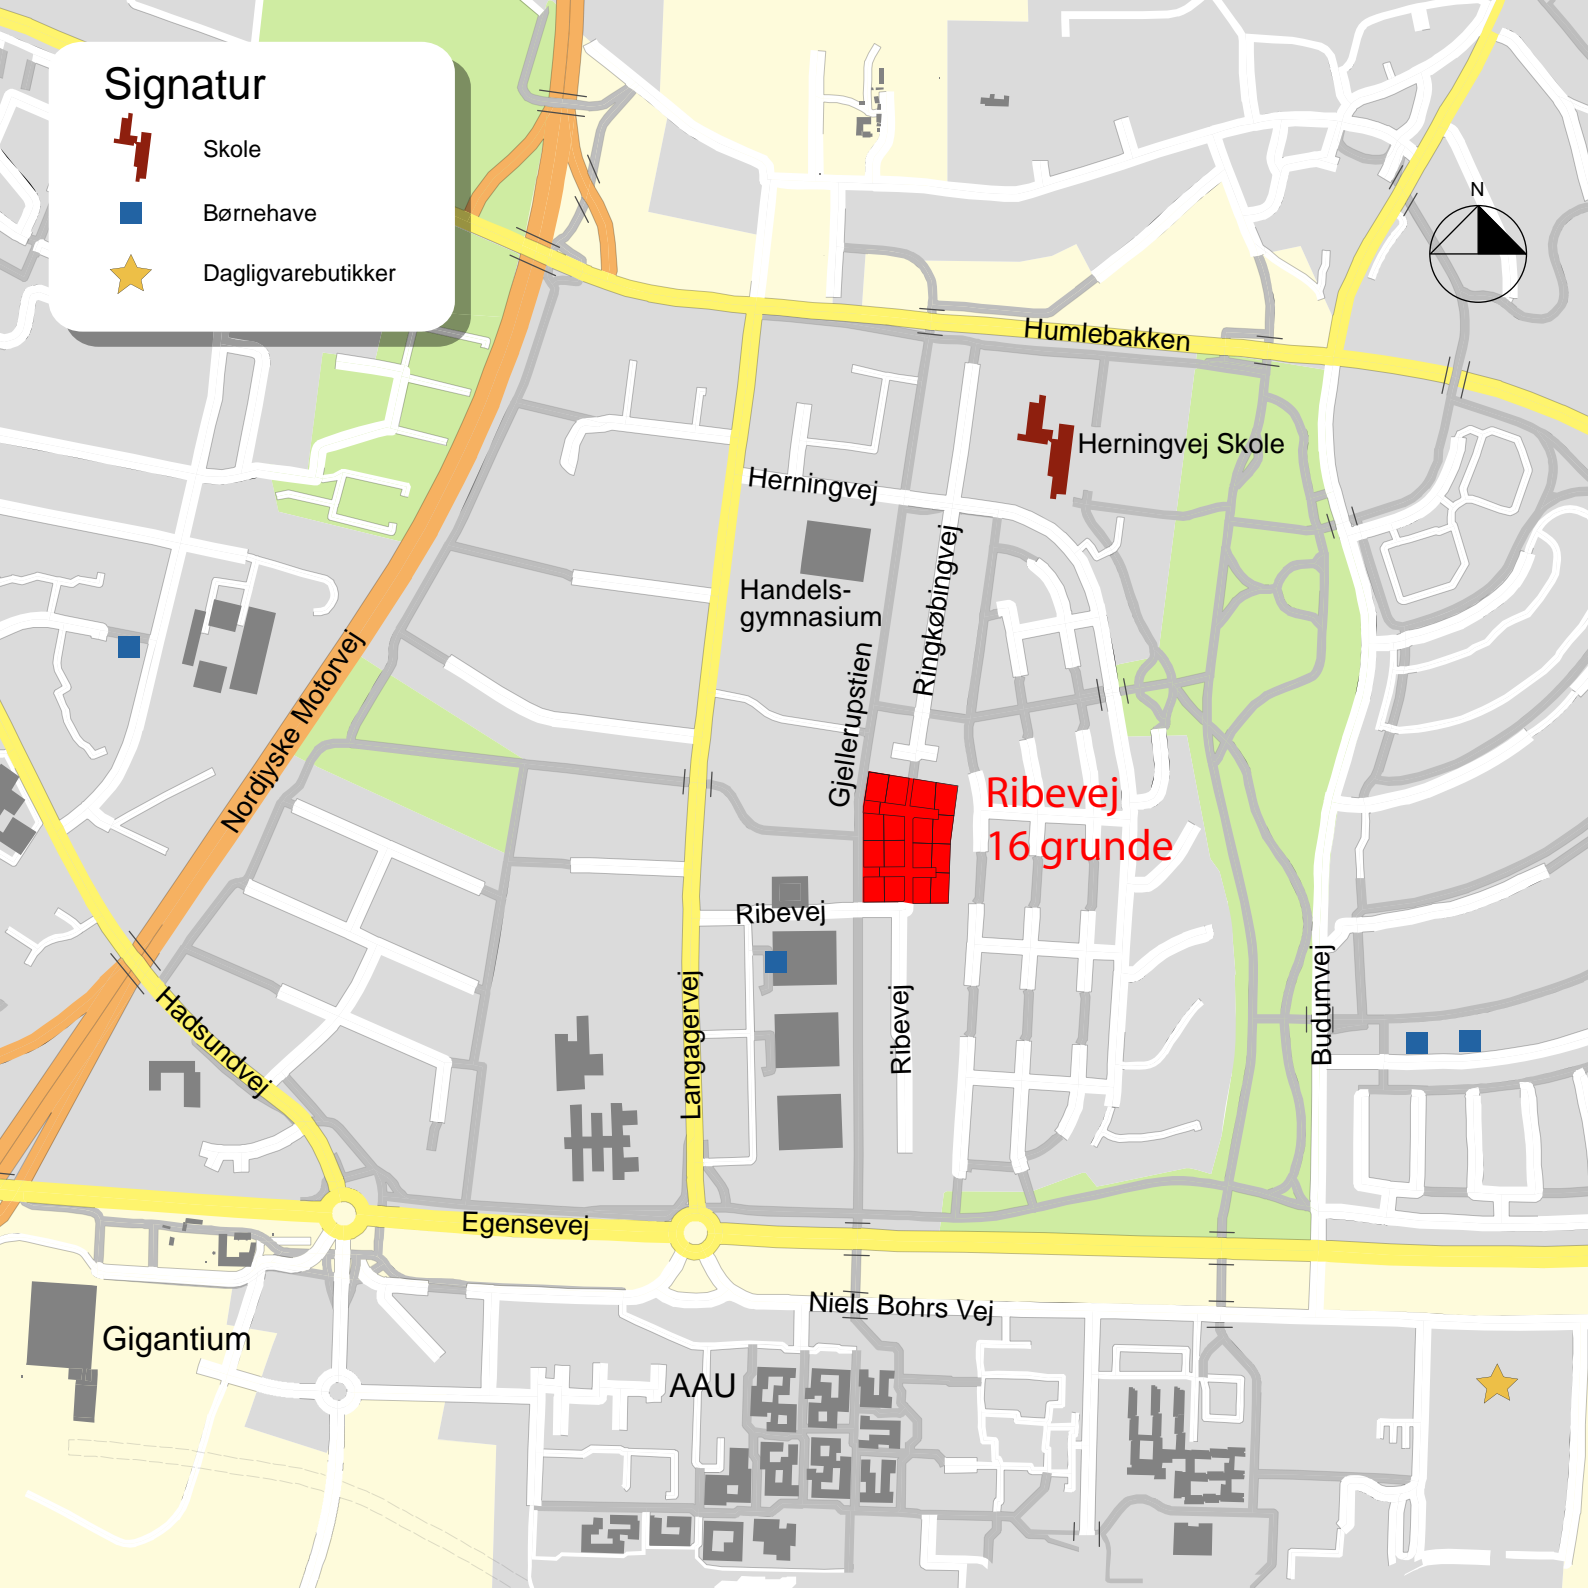 Signatur
Skole
Børnehave
Dagligvarebutikker
N
Humlebakken
Herningvej Skole
Herningvej
Handels-
gymnasium
Ringkøbingvej
Gjellerupstien
Nordjyske Motorvej
Ribevej
16 grunde
Ribevej
Ribevej
Langagervej
Budumvej
Hadsundvej
Egensevej
Niels Bohrs Vej
Gigantium
AAU